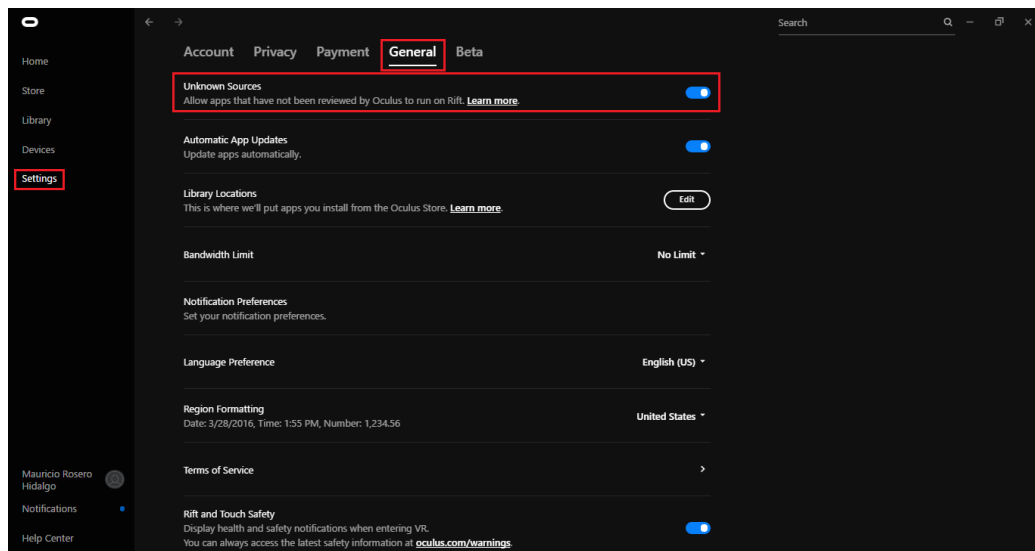 Search
Home
Store
Library
Devices
Settings
Account Privacy Payment General Beta
Unknown Sources
Allow apps that have not been reviewed by Oculus to run on Rift. Learn more.
Automatic App Updates
Update apps automatically.
Library Locations
This is where we'll put apps you install from the Oculus Store. Learn more.
Edit
Bandwidth Limit
No Limit
Notification Preferences
Set your notification preferences.
Language Preference
English (US)
Region Formatting
Date: 3/28/2016, Time: 1:55 PM, Number: 1,234.56
United States
Terms of Service
Rift and Touch Safety
Display health and safety notifications when entering VR.
You can always access the latest safety information at oculus.com/warnings.
Mauricio Rosero
Hidalgo
Notifications
Help Center